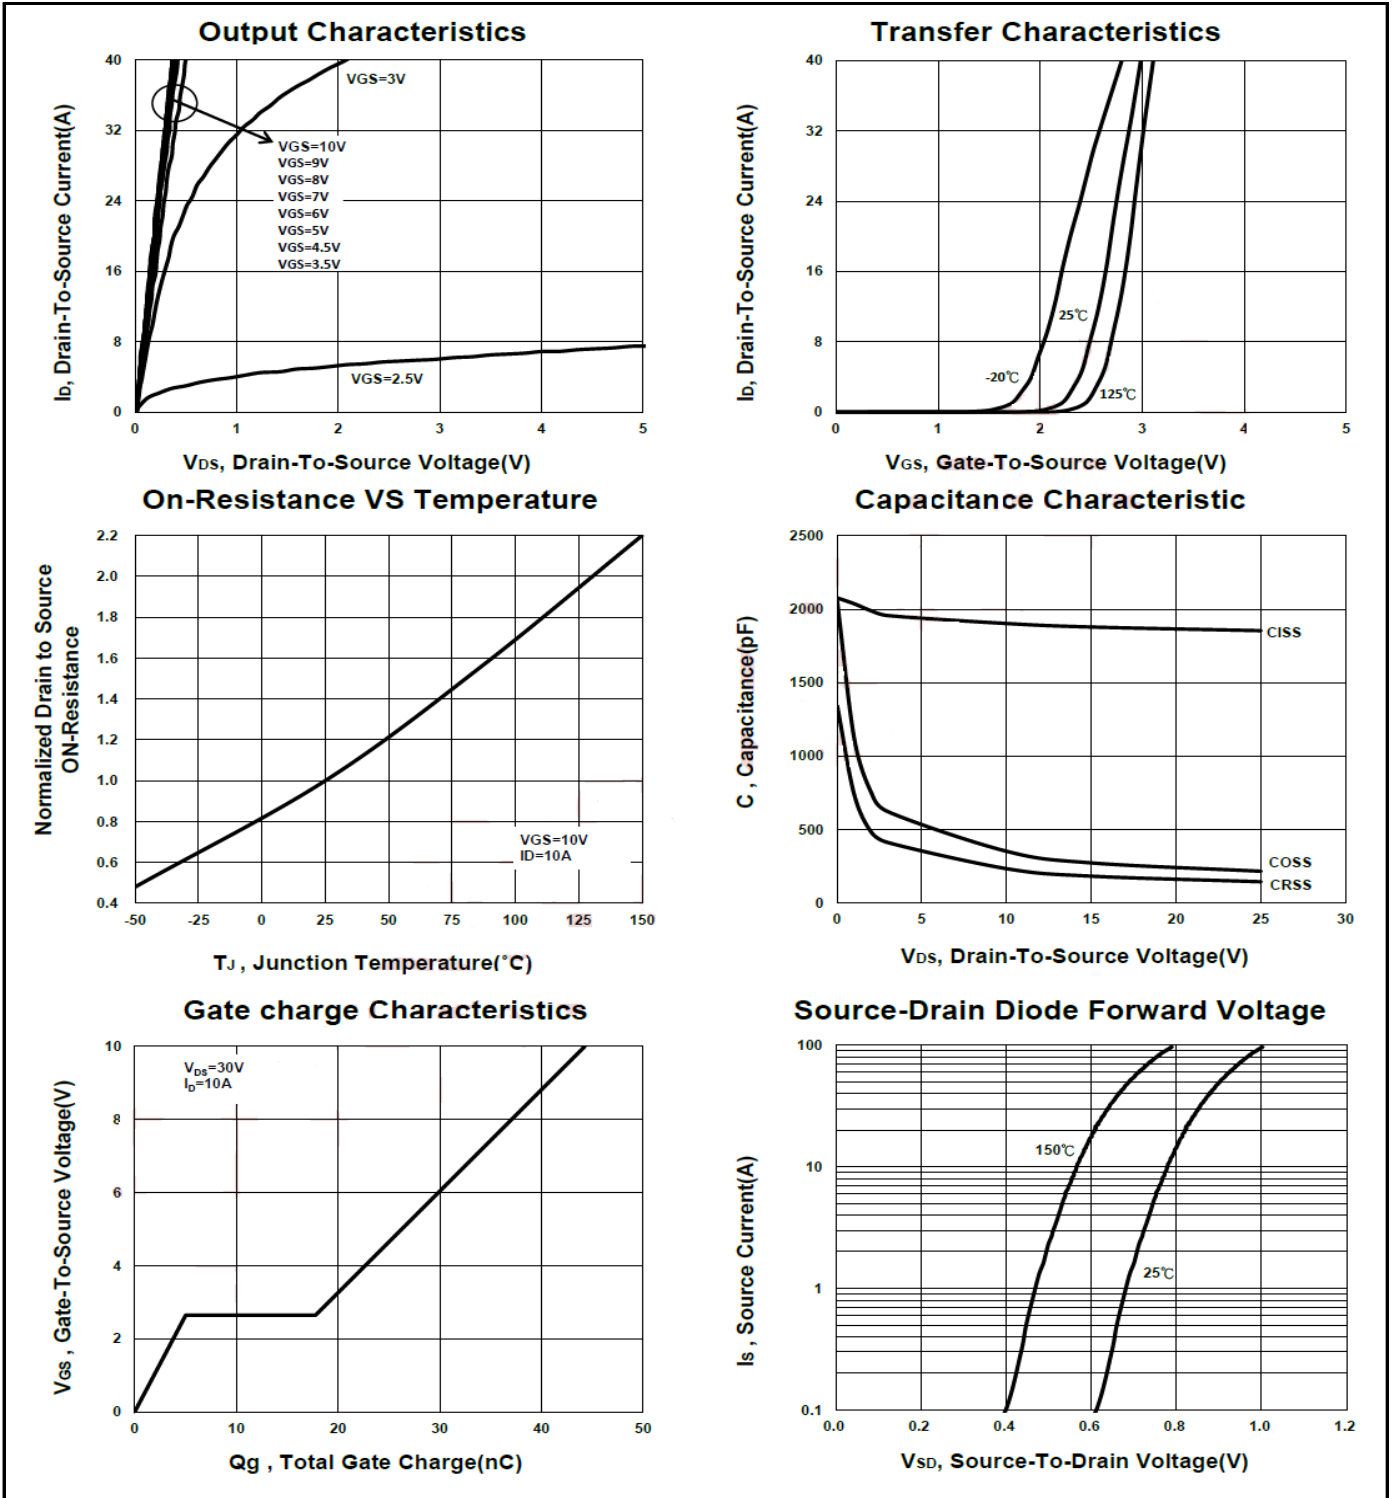 Output Characteristics
ID, Drain-To-Source Current(A)
40
32
24
16
8
0
VGS=3V
VGS=10V
VGS=9V
VGS=8V
VGS=7V
VGS=6V
VGS=5V
VGS=4.5V
VGS=3.5V
VGS=2.5V
0 1 2 3 4 5
VDS, Drain-To-Source Voltage(V)
Transfer Characteristics
ID, Drain-To-Source Current(A)
40
32
24
16
8
0
25℃
-20℃
125℃
0 1 2 3 4 5
VGS, Gate-To-Source Voltage(V)
On-Resistance VS Temperature
Normalized Drain to Source
ON-Resistance
2.2
2.0
1.8
1.6
1.4
1.2
1.0
0.8
0.6
0.4
VGS=10V
ID=10A
-50 -25 0 25 50 75 100 125 150
TJ , Junction Temperature(°C)
Capacitance Characteristic
C , Capacitance(pF)
2500
2000
1500
1000
500
0
CISS
COSS
CRSS
0 5 10 15 20 25 30
VDS, Drain-To-Source Voltage(V)
Gate charge Characteristics
VGS , Gate-To-Source Voltage(V)
10
8
6
4
2
0
VDS=30V
ID=10A
0 10 20 30 40 50
Qg , Total Gate Charge(nC)
Source-Drain Diode Forward Voltage
IS , Source Current(A)
100
10
1
0.1
150℃
25℃
0.0 0.2 0.4 0.6 0.8 1.0 1.2
VSD, Source-To-Drain Voltage(V)